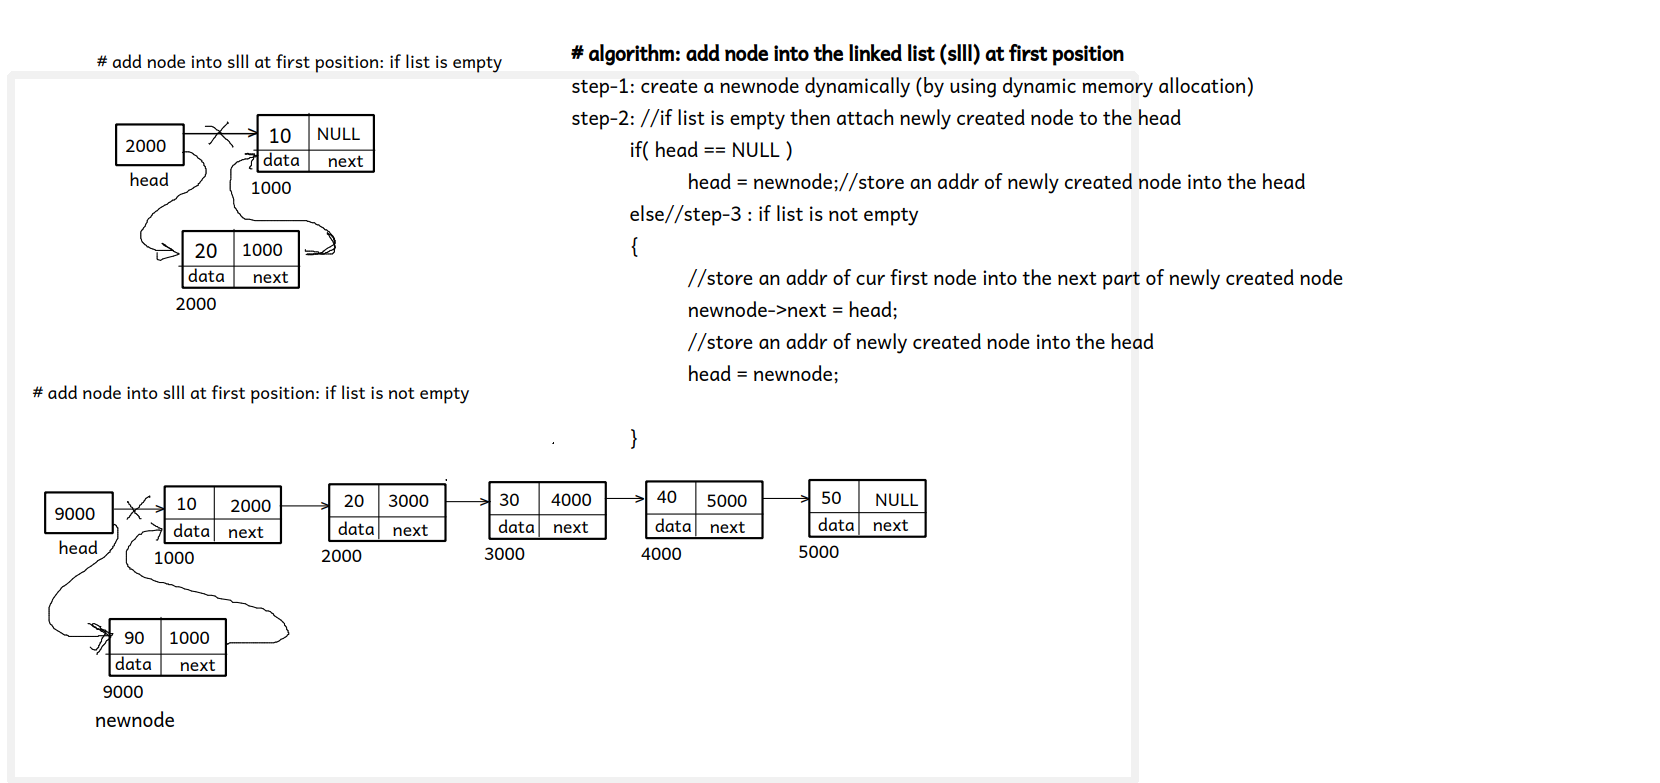 # add node into slll at first position: if list is empty
2000
head
10 NULL
data next
1000
20 1000
data next
2000
# algorithm: add node into the linked list (slll) at first position
step-1: create a newnode dynamically (by using dynamic memory allocation)
step-2: //if list is empty then attach newly created node to the head
if( head == NULL )
head = newnode;//store an addr of newly created node into the head
else//step-3 : if list is not empty
{
//store an addr of cur first node into the next part of newly created node
newnode->next = head;
//store an addr of newly created node into the head
head = newnode;
}
# add node into slll at first position: if list is not empty
9000
head
10 2000
data next
1000
20 3000
data next
2000
30 4000
data next
3000
40 5000
data next
4000
50 NULL
data next
5000
90 1000
data next
9000
newnode